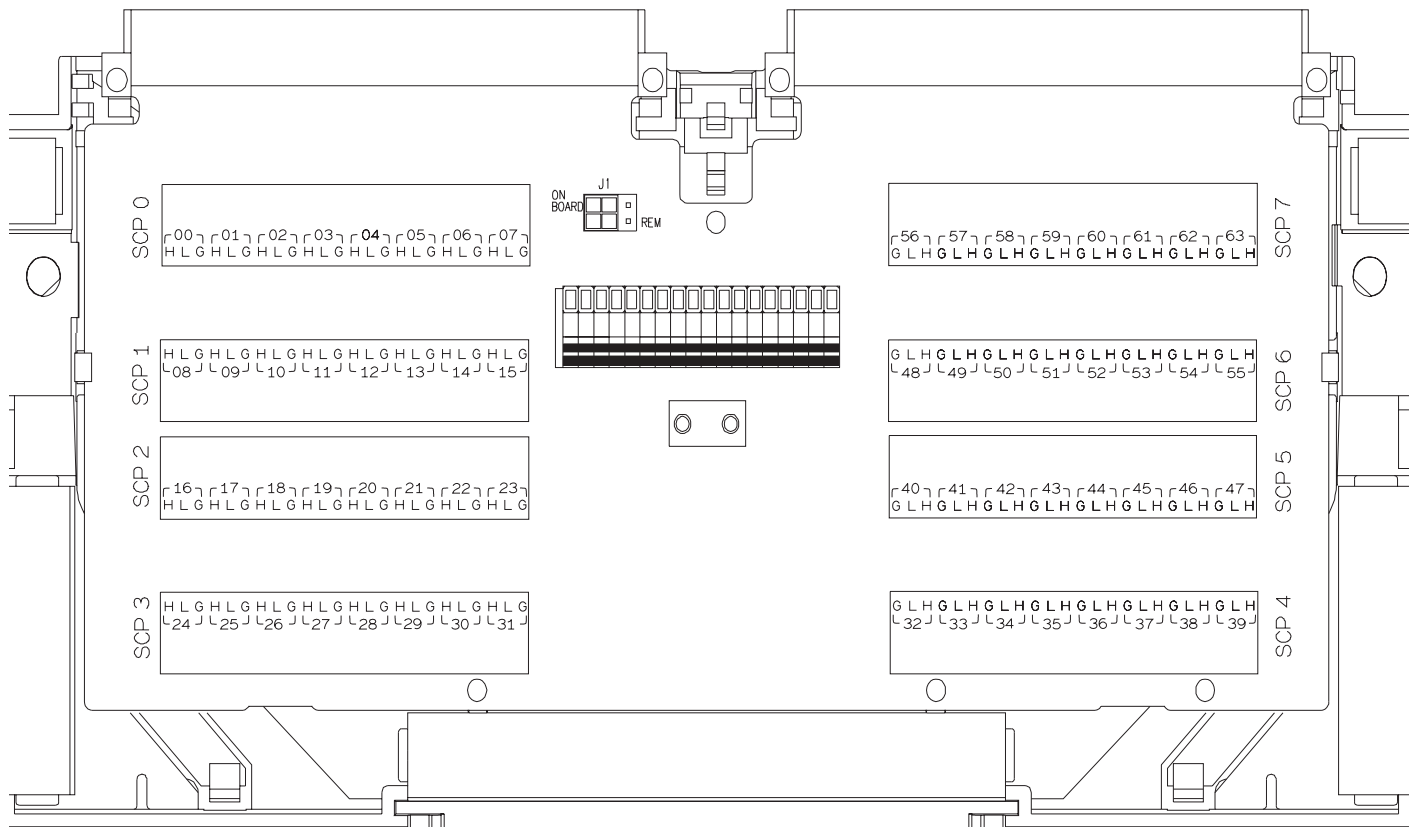 J1
ON
BOARD
REM
SCP 0
00 01 02 03 04 05 06 07
H L G H L G H L G H L G H L G H L G H L G H L G
SCP 7
56 57 58 59 60 61 62 63
G L H G L H G L H G L H G L H G L H G L H G L H
SCP 1
H L G H L G H L G H L G H L G H L G H L G H L G
08 09 10 11 12 13 14 15
SCP 6
G L H G L H G L H G L H G L H G L H G L H G L H
48 49 50 51 52 53 54 55
SCP 2
16 17 18 19 20 21 22 23
H L G H L G H L G H L G H L G H L G H L G H L G
SCP 5
40 41 42 43 44 45 46 47
G L H G L H G L H G L H G L H G L H G L H G L H
SCP 3
H L G H L G H L G H L G H L G H L G H L G H L G
24 25 26 27 28 29 30 31
SCP 4
G L H G L H G L H G L H G L H G L H G L H G L H
32 33 34 35 36 37 38 39